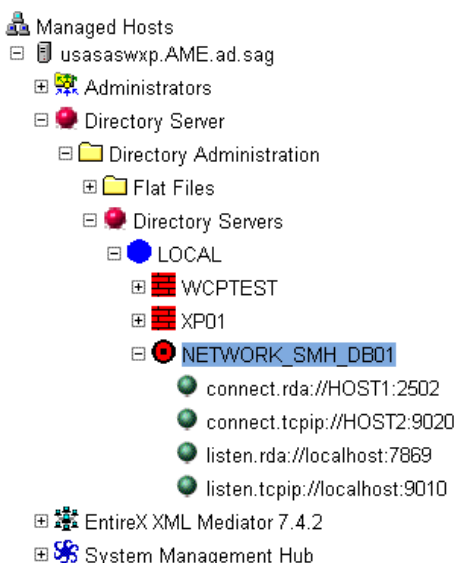 Managed Hosts
usasaswxp.AME.ad.sag
Administrators
Directory Server
Directory Administration
Flat Files
Directory Servers
LOCAL
WCPTEST
XP01
NETWORK_SMH_DB01
connect.rda://HOST1:2502
connect.tcpip://HOST2:9020
listen.rda://localhost:7869
listen.tcpip://localhost:9010
EntireX XML Mediator 7.4.2
System Management Hub